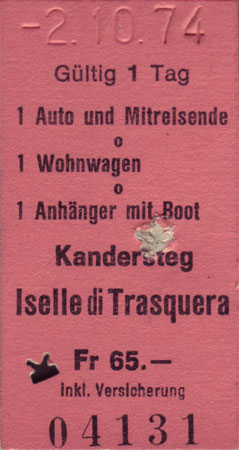 -2.10.74
Gültig 1 Tag
1 Auto und Mitreisende
o
1 Wohnwagen
o
1 Anhänger mit Boot
Kandersteg
Iselle di Trasquera
Fr 65.—
inkl. Versicherung
04131